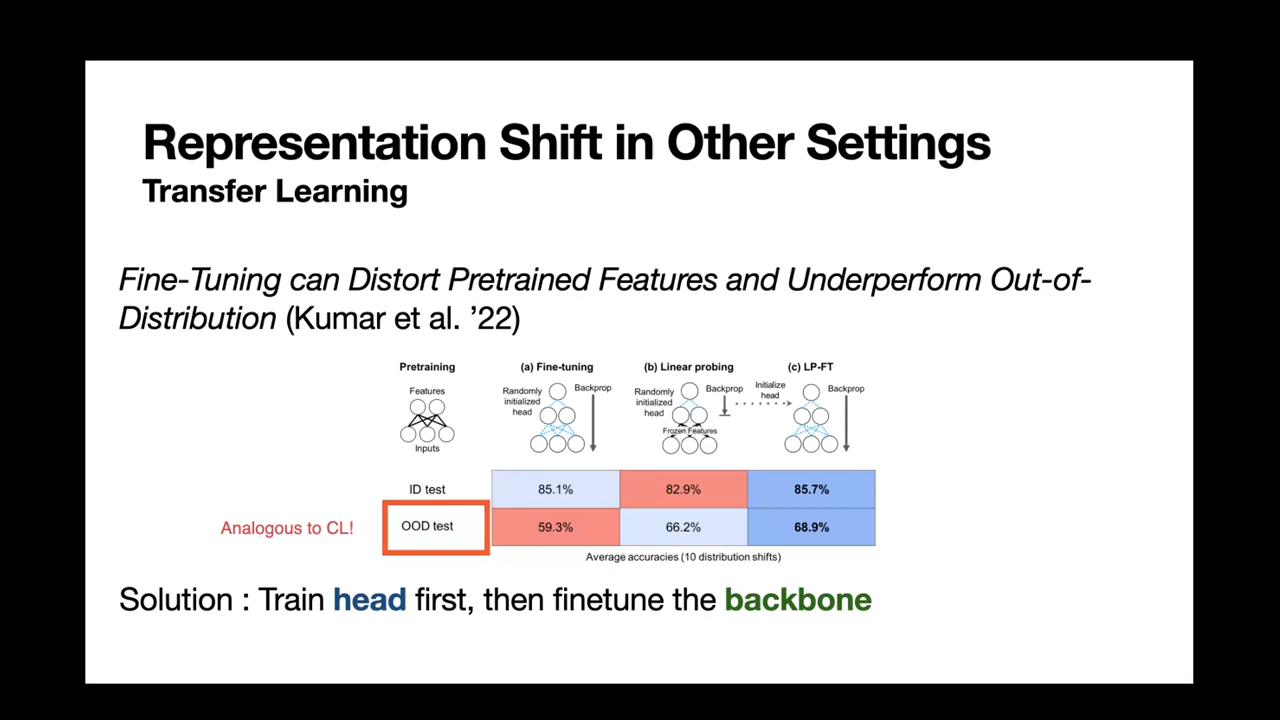 Representation Shift in Other Settings
Transfer Learning
Fine-Tuning can Distort Pretrained Features and Underperform Out-of-
Distribution (Kumar et al. ’22)
Pretraining
(a) Fine-tuning
(b) Linear probing
(c) LP-FT
Features
Inputs
Randomly
initialized
head
Backprop
Randomly
initialized
head
Backprop
Frozen Features
Initialize
head
Backprop
ID test
85.1%
82.9%
85.7%
Analogous to CL!
OOD test
59.3%
66.2%
68.9%
Average accuracies (10 distribution shifts)
Solution : Train head first, then finetune the backbone